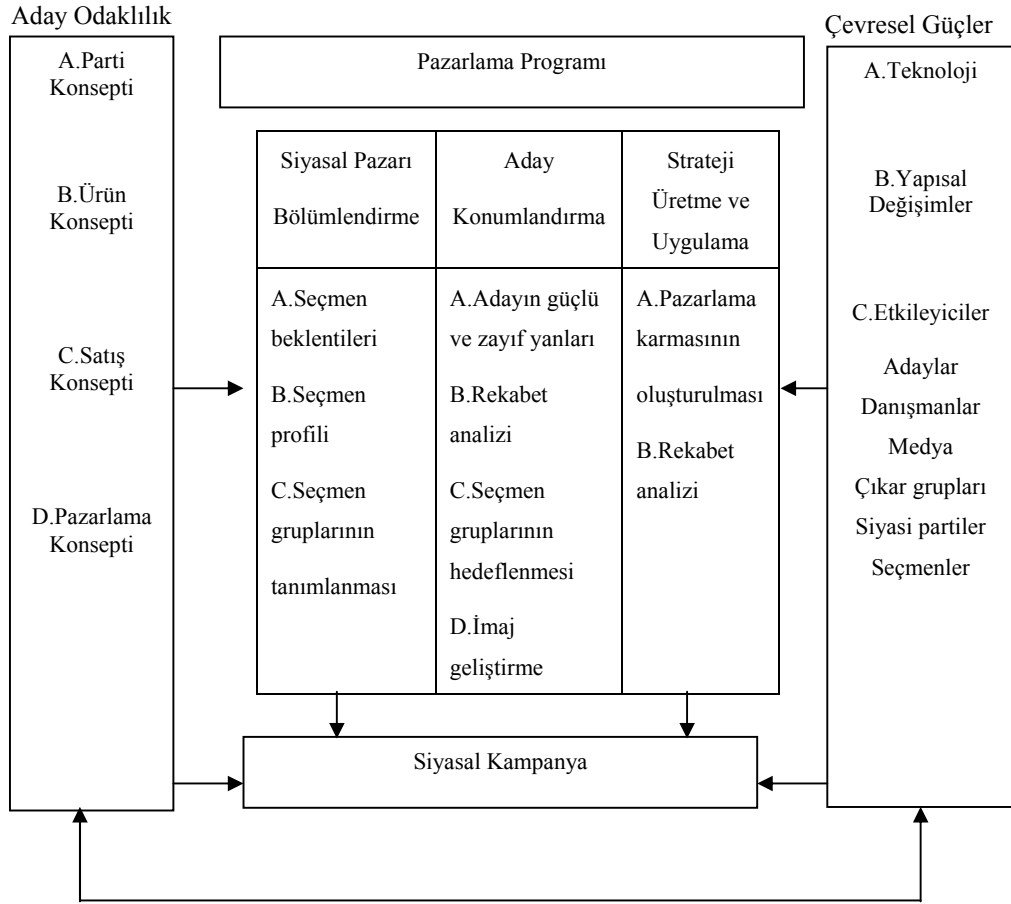 Aday Odaklılık
A.Parti
Konsepti
B.Ürün
Konsepti
C.Satış
Konsepti
D.Pazarlama
Konsepti
Pazarlama Programı
Siyasal Pazarı
Bölümlendirme
Aday
Konumlandırma
Strateji
Üretme ve
Uygulama
A.Seçmen
beklentileri
B.Seçmen
profili
C.Seçmen
gruplarının
tanımlanması
A.Adayın güçlü
ve zayıf yanları
B.Rekabet
analizi
C.Seçmen
gruplarının
hedeflenmesi
D.İmaj
geliştirme
A.Pazarlama
karmasının
oluşturulması
B.Rekabet
analizi
Siyasal Kampanya
Çevresel Güçler
A.Teknoloji
B.Yapısal
Değişimler
C.Etkileyiciler
Adaylar
Danışmanlar
Medya
Çıkar grupları
Siyasi partiler
Seçmenler